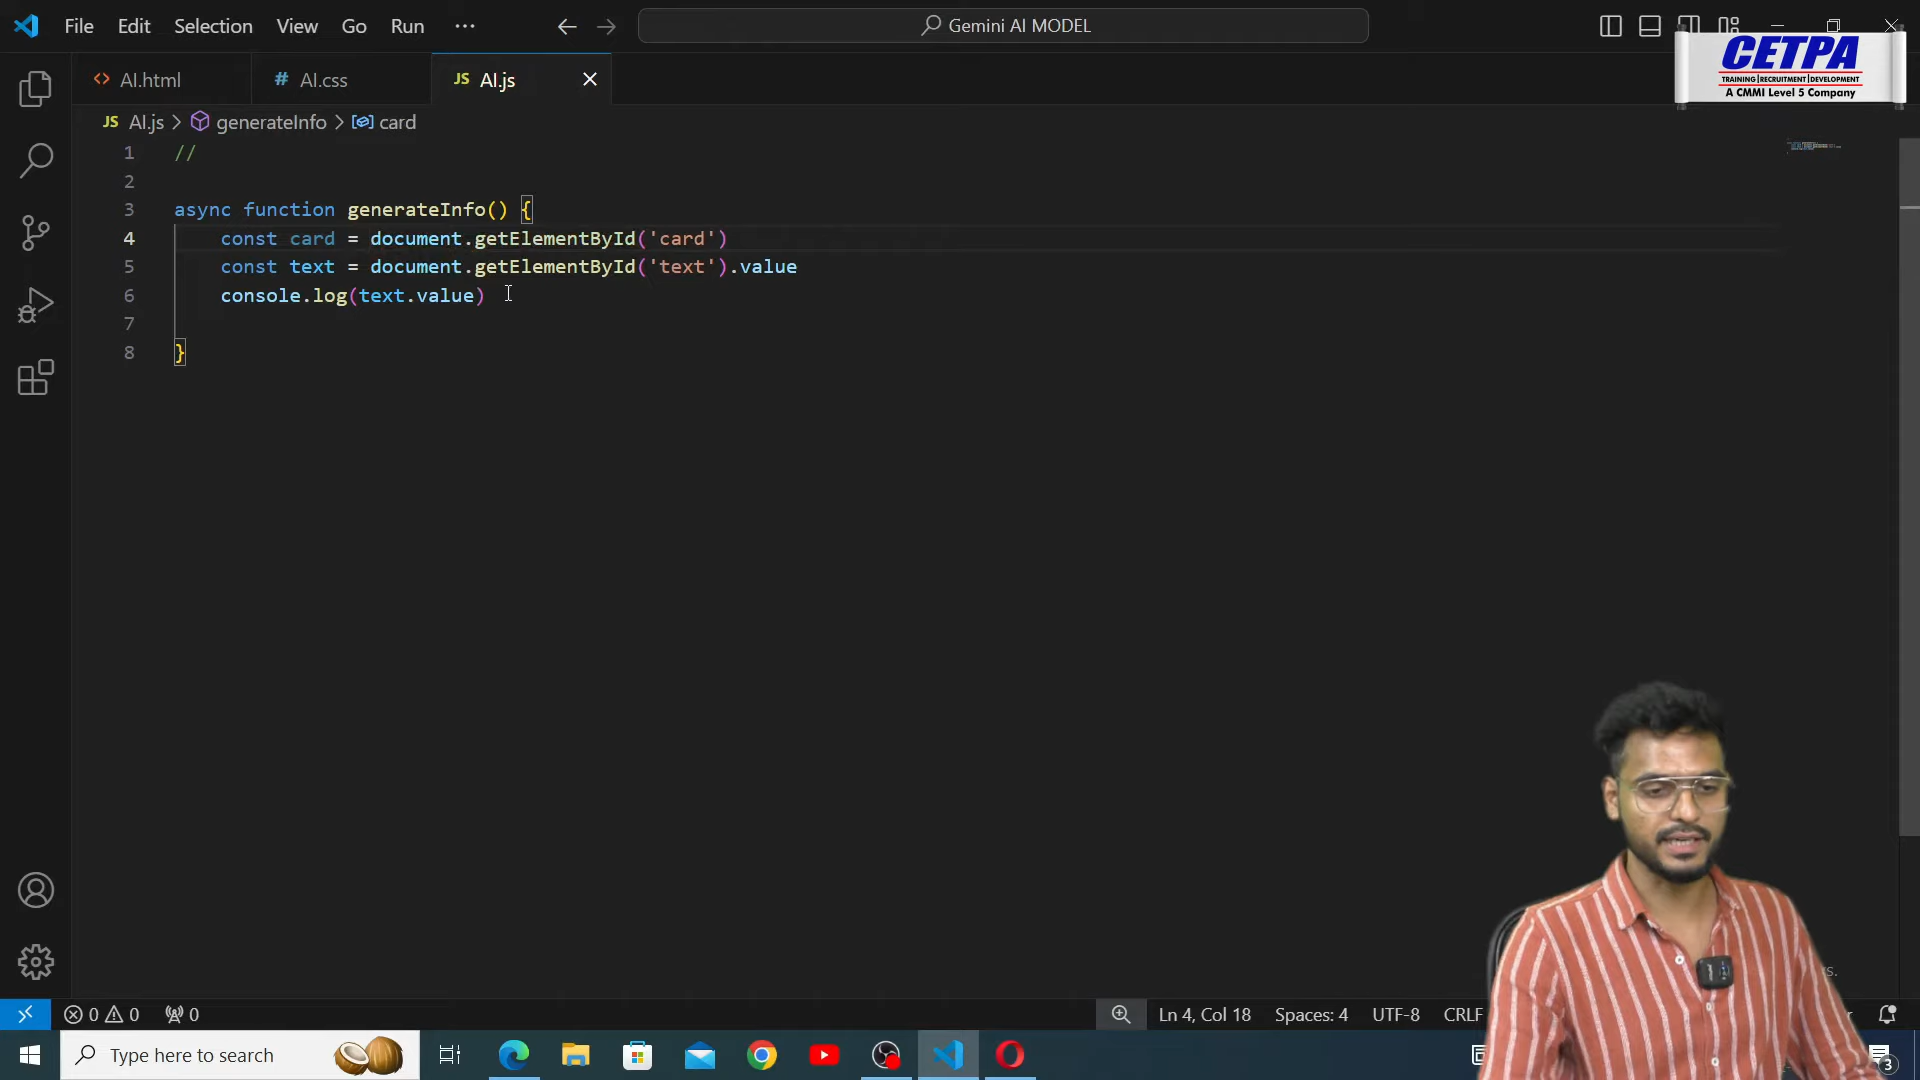 File Edit Selection View Go Run ··· Gemini AI MODEL
CETPA
TRAINING|RECRUITMENT|DEVELOPMENT
A CMMI Level 5 Company
<> AI.html # AI.css JS AI.js
JS AI.js > generateInfo > card
1 //
2
3 async function generateInfo() {
4 const card = document.getElementById('card')
5 const text = document.getElementById('text').value
6 console.log(text.value)
7
8 }
0 0 0 Ln 4, Col 18 Spaces: 4 UTF-8 CRLF
Type here to search 3